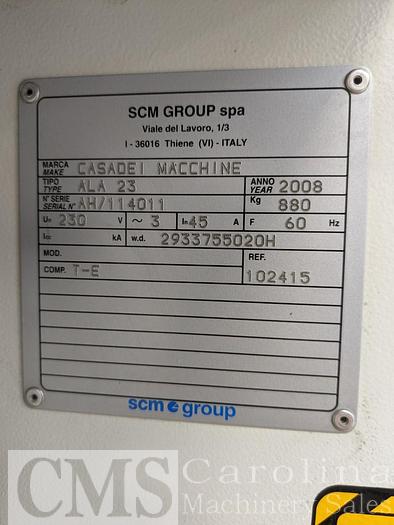 SCM GROUP spa
Viale del Lavoro, 1/3
I - 36016 Thiene (VI) - ITALY
MARCA MAKE CASADEI MACCHINE
TIPO TYPE ALA 23 ANNO YEAR 2008
N° SERIE SERIAL N° AH/114011 Kg 880
Un 230 V ~ 3 In 45 A F 60 Hz
Icc kA w.d. 2933755020H
MOD. REF.
COMP. T-E 102415
scm group
CMS Carolina
Machinery Sales